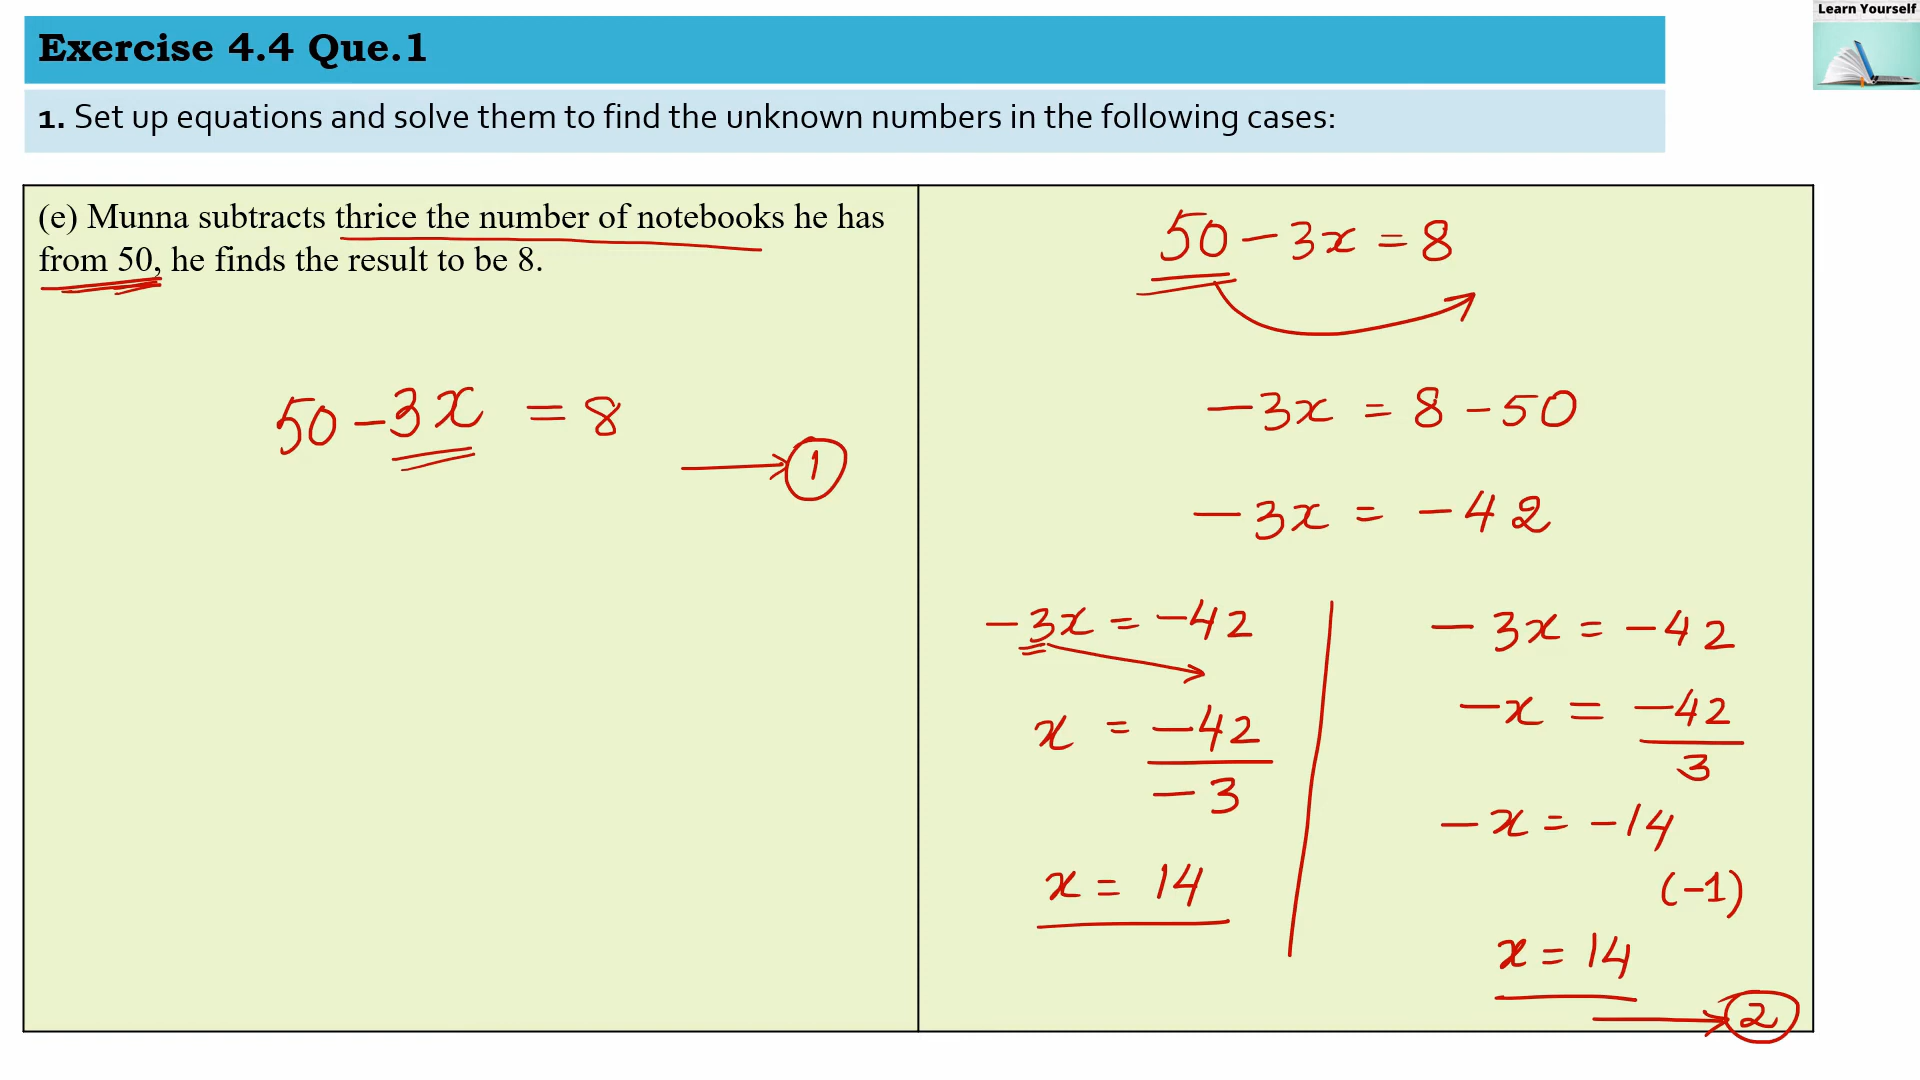 Learn Yourself
Exercise 4.4 Que.1
1. Set up equations and solve them to find the unknown numbers in the following cases:
(e) Munna subtracts thrice the number of notebooks he has
from 50, he finds the result to be 8.
50 - 3x = 8
1
50 - 3x = 8
-3x = 8 - 50
-3x = -42
-3x = -42
x = -42
-3
x = 14
-3x = -42
-x = -42
3
-x = -14
(-1)
x = 14
2